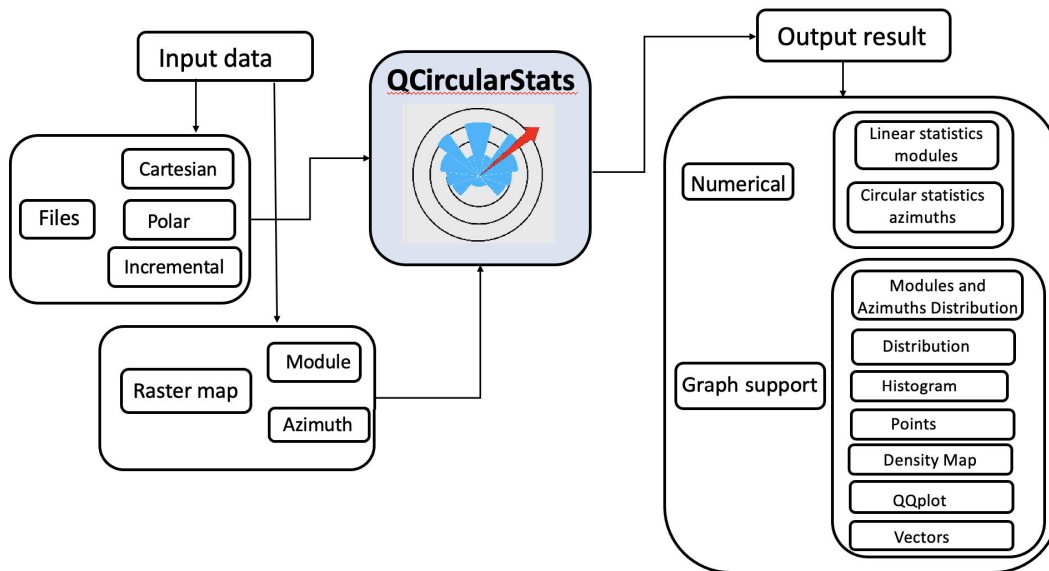 Input data
Files
Cartesian
Polar
Incremental
Raster map
Module
Azimuth
QCircularStats
Output result
Numerical
Linear statistics
modules
Circular statistics
azimuths
Graph support
Modules and
Azimuths Distribution
Distribution
Histogram
Points
Density Map
QQplot
Vectors